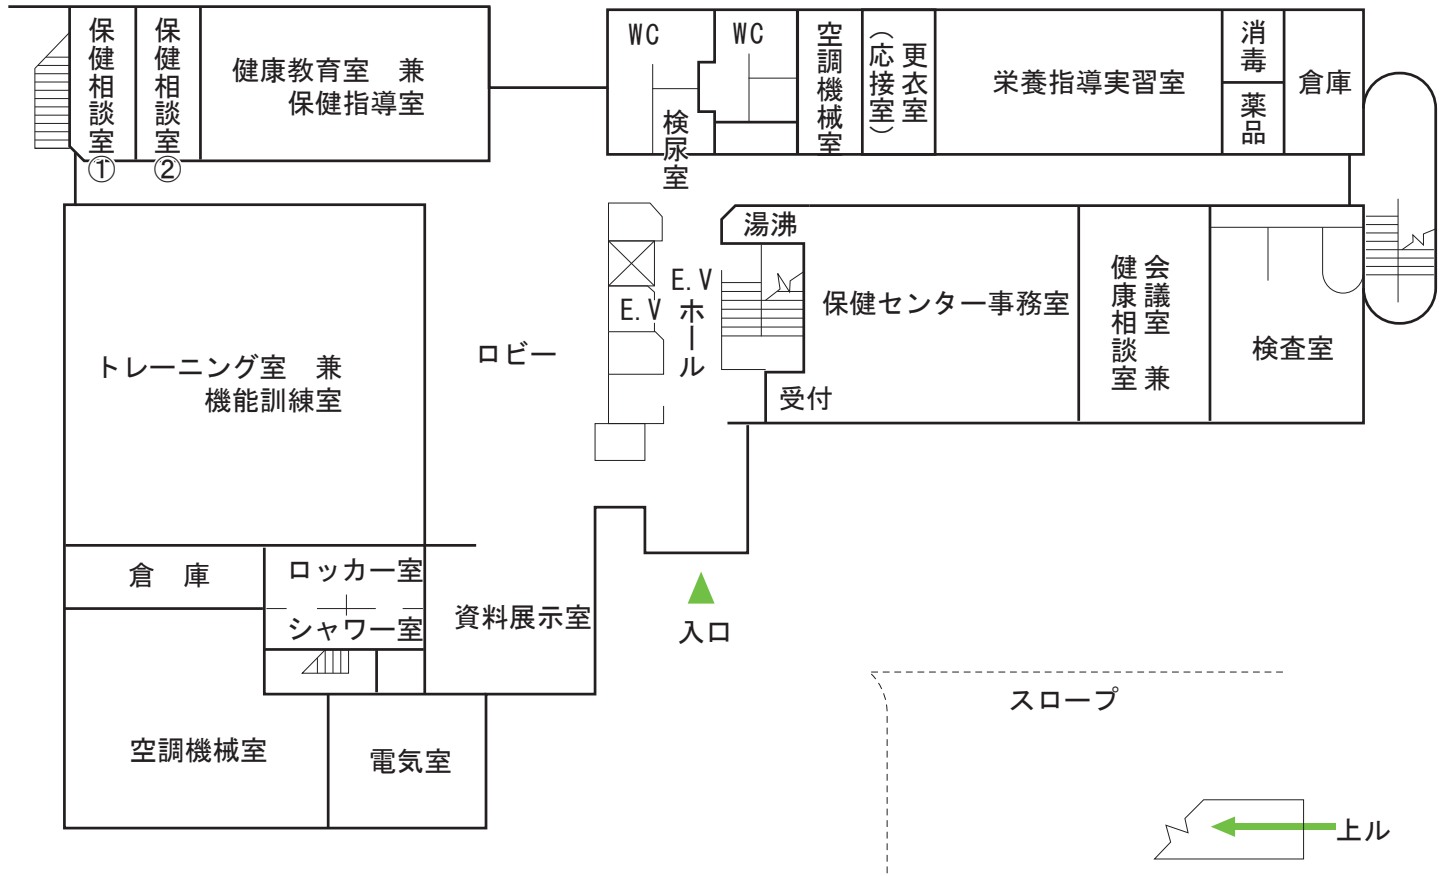 保健相談室①
保健相談室②
健康教育室　兼
保健指導室
WC
WC
検尿室
空調機械室
更衣室
（応接室）
栄養指導実習室
消毒
薬品
倉庫
湯沸
E.V
ホール
E.V
保健センター事務室
会議室　兼
健康相談室
検査室
受付
ロビー
トレーニング室　兼
機能訓練室
倉　庫
ロッカー室
シャワー室
資料展示室
入口
空調機械室
電気室
スロープ
上ル